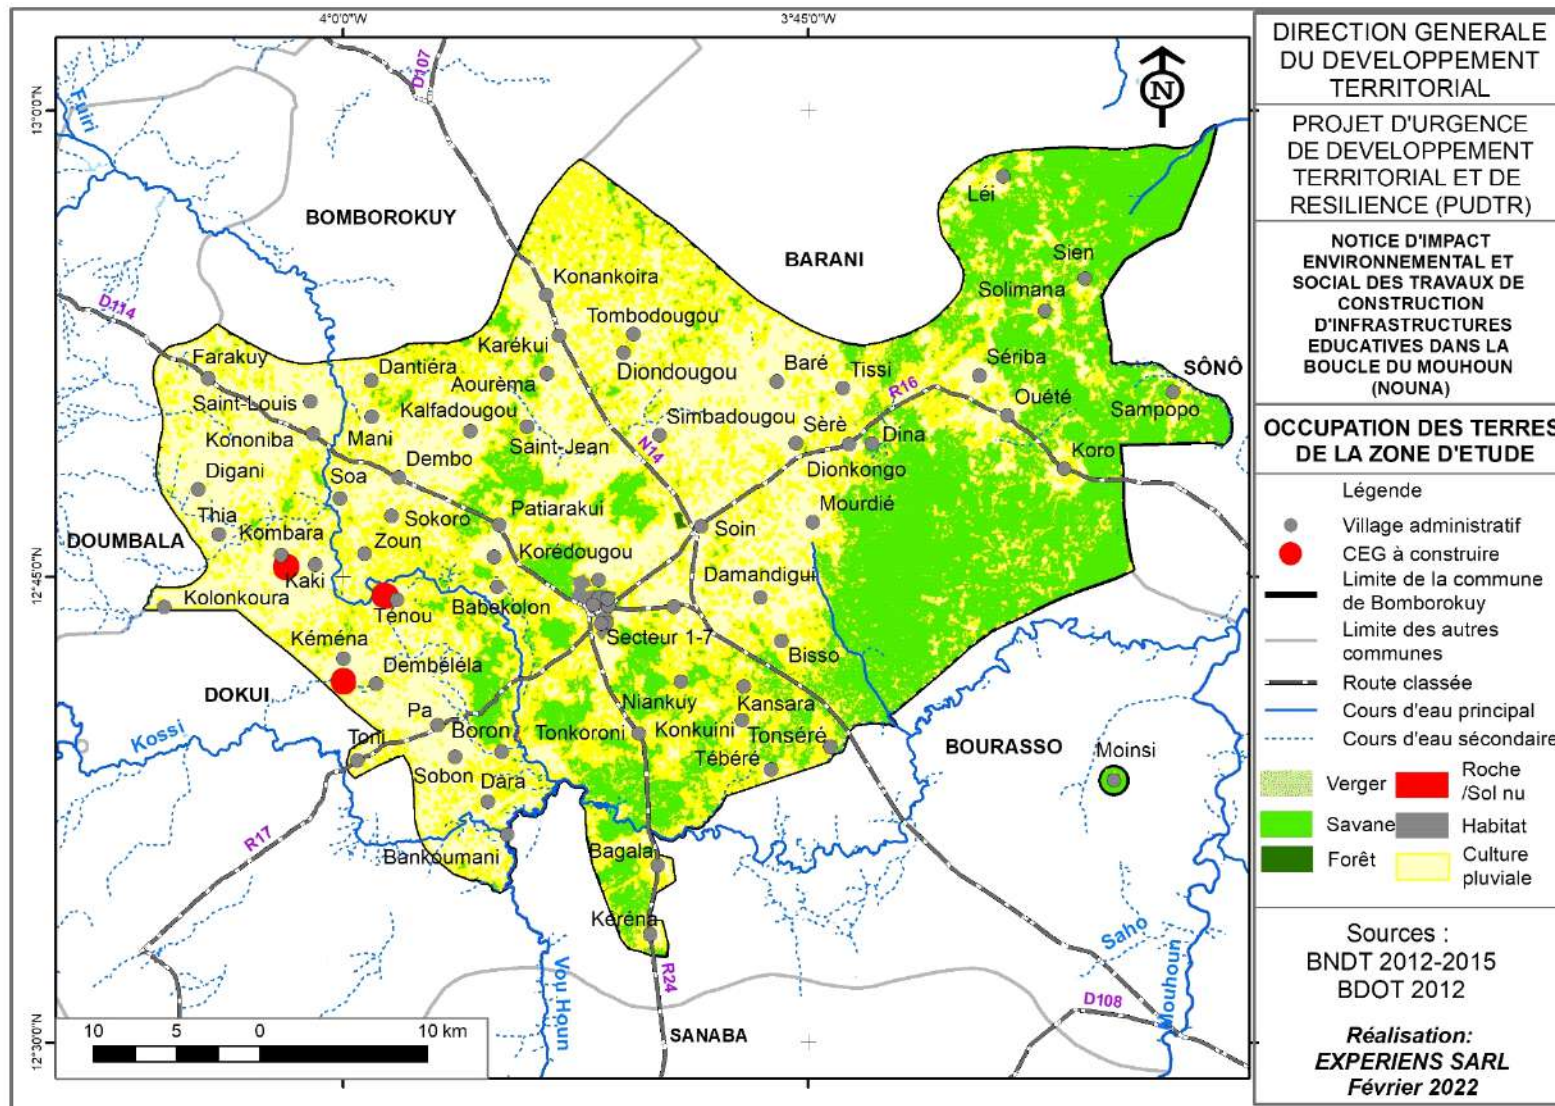 4°0'0"W
3°45'0"W
13°0'0"N
12°45'0"N
12°30'0"N
D107
Fuiri
BOMBOROKUY
BARANI
Léi
Sien
Solimana
Konankoira
Tombodougou
D114
Karékui
Farakuy
Dantiéra
Aourèma
Diondougou
Baré
Tissi
Sériba
SÔNÔ
R16
Ouété
Sampopo
Saint-Louis
Kalfadougou
Simbadougou
Kononiba
Mani
Saint-Jean
N14
Sèrè
Dina
Koro
Digani
Soa
Dembo
Dionkongo
Thia
Sokoro
Patiarakui
Soin
Mourdié
DOUMBALA
Kombara
Zoun
Korédougou
Kaki
Damandigui
Kolonkoura
Ténou
Babekolon
Secteur 1-7
Kéména
Dembéléla
Bisso
DOKUI
Pa
Niankuy
Kansara
Kossi
Toni
Boron
Tonkoroni
Konkuini
Tonséré
BOURASSO
Moinsi
Sobon
Dara
Tébéré
R17
Bankoumani
Bagala
Kéréna
Saho
Mouhoun
Vou Houn
R24
D108
SANABA
10 5 0 10 km
N
DIRECTION GENERALE
DU DEVELOPPEMENT
TERRITORIAL
PROJET D'URGENCE
DE DEVELOPPEMENT
TERRITORIAL ET DE
RESILIENCE (PUDTR)
NOTICE D'IMPACT
ENVIRONNEMENTAL ET
SOCIAL DES TRAVAUX DE
CONSTRUCTION
D'INFRASTRUCTURES
EDUCATIVES DANS LA
BOUCLE DU MOUHOUN
(NOUNA)
OCCUPATION DES TERRES
DE LA ZONE D'ETUDE
Légende
Village administratif
CEG à construire
Limite de la commune
de Bomborokuy
Limite des autres
communes
Route classée
Cours d'eau principal
Cours d'eau sécondaire
Verger
Roche
/Sol nu
Savane
Habitat
Forêt
Culture
pluviale
Sources :
BNDT 2012-2015
BDOT 2012
Réalisation:
EXPERIENS SARL
Février 2022